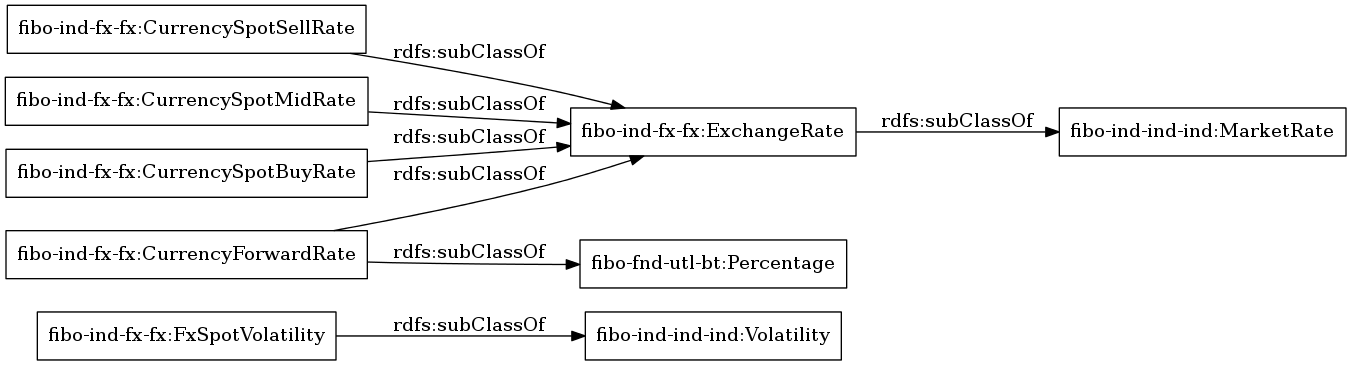 fibo-ind-fx-fx:CurrencySpotSellRate
rdfs:subClassOf
fibo-ind-fx-fx:CurrencySpotMidRate
rdfs:subClassOf
fibo-ind-fx-fx:ExchangeRate
rdfs:subClassOf
fibo-ind-ind-ind:MarketRate
rdfs:subClassOf
fibo-ind-fx-fx:CurrencySpotBuyRate
rdfs:subClassOf
fibo-ind-fx-fx:CurrencyForwardRate
rdfs:subClassOf
fibo-fnd-utl-bt:Percentage
fibo-ind-fx-fx:FxSpotVolatility
rdfs:subClassOf
fibo-ind-ind-ind:Volatility